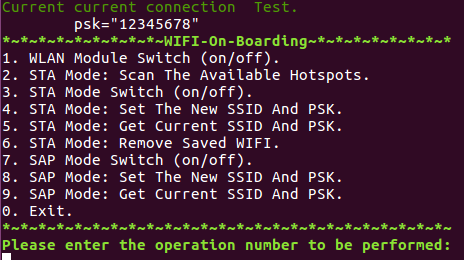 Current current connection  Test.
        psk="12345678"
*~*~*~*~*~*~*~*~*~WIFI-On-Boarding~*~*~*~*~*~*~*~*
1. WLAN Module Switch (on/off).
2. STA Mode: Scan The Available Hotspots.
3. STA Mode Switch (on/off).
4. STA Mode: Set The New SSID And PSK.
5. STA Mode: Get Current SSID And PSK.
6. STA Mode: Remove Saved WIFI.
7. SAP Mode Switch (on/off).
8. SAP Mode: Set The New SSID And PSK.
9. SAP Mode: Get Current SSID And PSK.
0. Exit.
*~*~*~*~*~*~*~*~*~*~*~*~*~*~*~*~*~*~*~*~*~*~*~*~*~
Please enter the operation number to be performed: